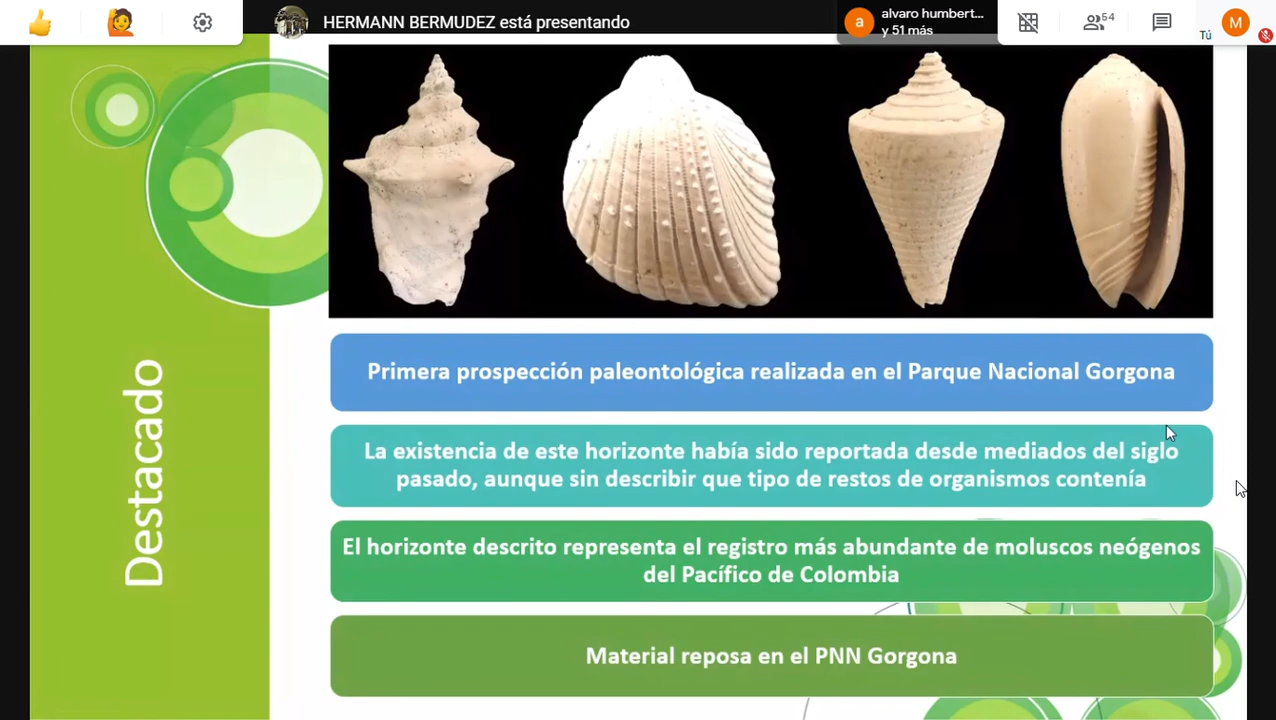 HERMANN BERMUDEZ está presentando
alvaro humbert...
y 51 más
54
M
Tú
a
Destacado
Primera prospección paleontológica realizada en el Parque Nacional Gorgona
La existencia de este horizonte había sido reportada desde mediados del siglo
pasado, aunque sin describir que tipo de restos de organismos contenía
El horizonte descrito representa el registro más abundante de moluscos neógenos
del Pacífico de Colombia
Material reposa en el PNN Gorgona